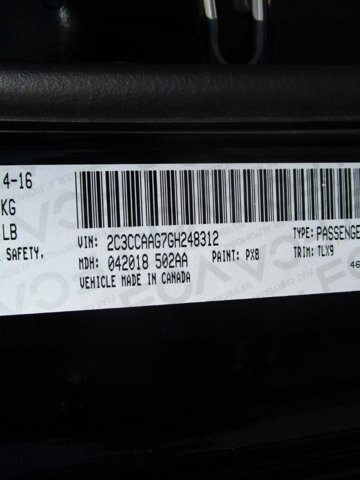 4-16
KG
LB
SAFETY,
VIN: 2C3CCAAG7GH248312
TYPE: PASSENGE
MDH: 042018 502AA
PAINT: PX8
TRIM: TLX9
VEHICLE MADE IN CANADA
46